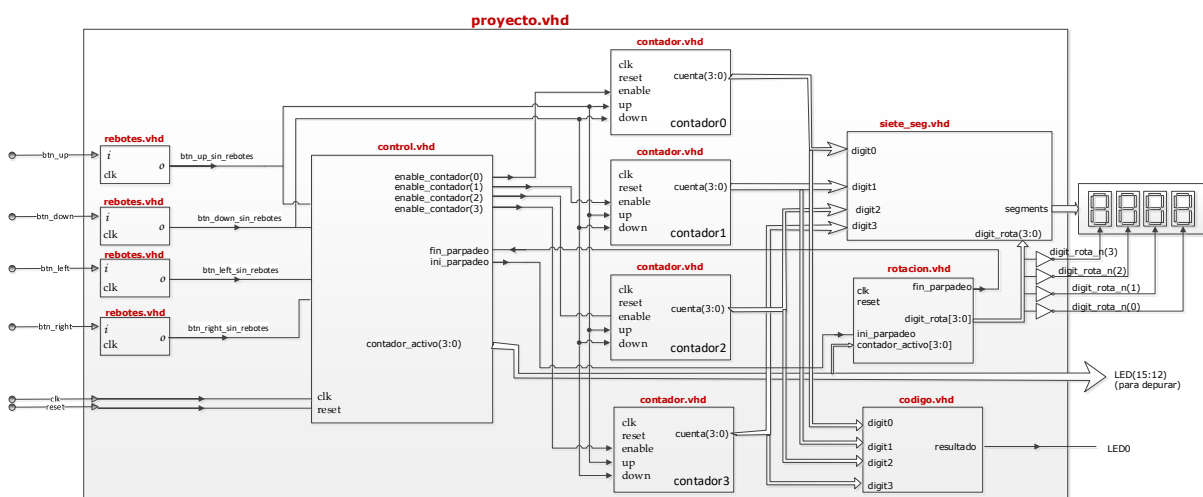 proyecto.vhd
rebotes.vhd
btn_up
i
o
clk
btn_up_sin_rebotes
rebotes.vhd
btn_down
i
o
clk
btn_down_sin_rebotes
rebotes.vhd
btn_left
i
o
clk
btn_left_sin_rebotes
rebotes.vhd
btn_right
i
o
clk
btn_right_sin_rebotes
clk
reset
control.vhd
enable_contador(0)
enable_contador(1)
enable_contador(2)
enable_contador(3)
fin_parpadeo
ini_parpadeo
contador_activo(3:0)
clk
reset
contador.vhd
clk
reset
enable
up
down
cuenta(3:0)
contador0
contador.vhd
clk
reset
enable
up
down
cuenta(3:0)
contador1
contador.vhd
clk
reset
enable
up
down
cuenta(3:0)
contador2
contador.vhd
clk
reset
enable
up
down
cuenta(3:0)
contador3
siete_seg.vhd
digit0
digit1
digit2
digit3
segments
digit_rota(3:0)
rotacion.vhd
clk
reset
fin_parpadeo
digit_rota[3:0]
ini_parpadeo
contador_activo[3:0]
digit_rota_n(3)
digit_rota_n(2)
digit_rota_n(1)
digit_rota_n(0)
LED(15:12)
(para depurar)
codigo.vhd
digit0
digit1
digit2
digit3
resultado
LED0